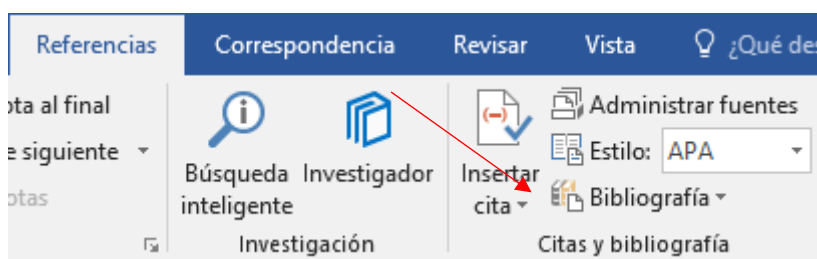 Referencias Correspondencia Revisar Vista ¿Qué des
ota al final
e siguiente
otas
Búsqueda inteligente
Investigador
Investigación
Insertar cita
Administrar fuentes
Estilo: APA
Bibliografía
Citas y bibliografía